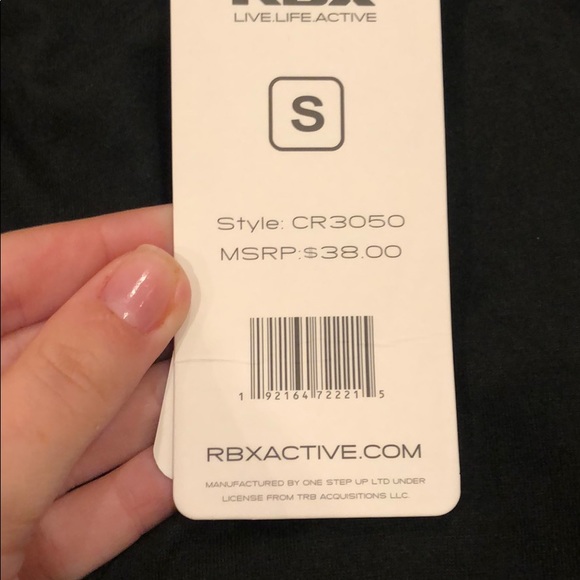 RBX
LIVE.LIFE.ACTIVE
S
Style: CR3050
MSRP:$38.00
1 92164 72221 5
RBXACTIVE.COM
MANUFACTURED BY ONE STEP UP LTD UNDER
LICENSE FROM TRB ACQUISITIONS LLC.